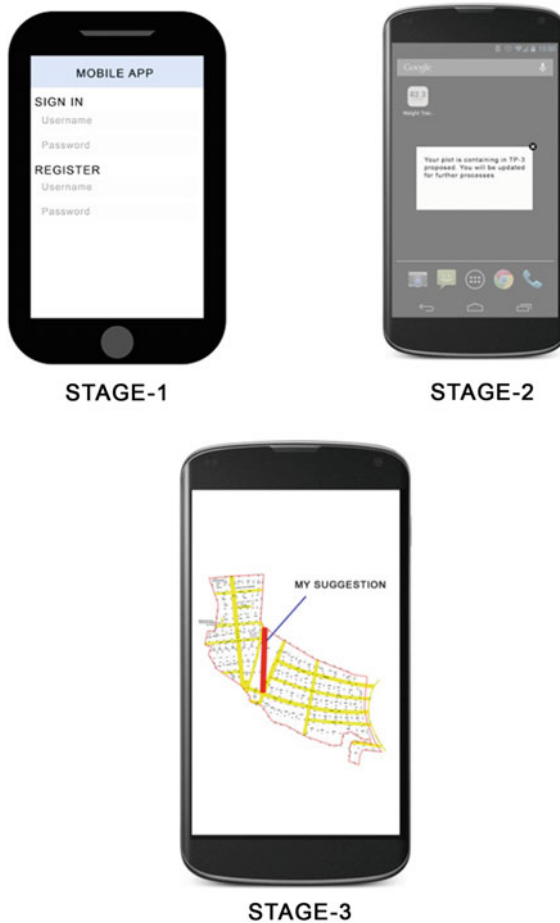 MOBILE APP
SIGN IN
Username
Password
REGISTER
Username
Password
STAGE-1
Google
Your plot is containing in TP-3
proposed. You will be updated
for further processes
STAGE-2
MY SUGGESTION
STAGE-3